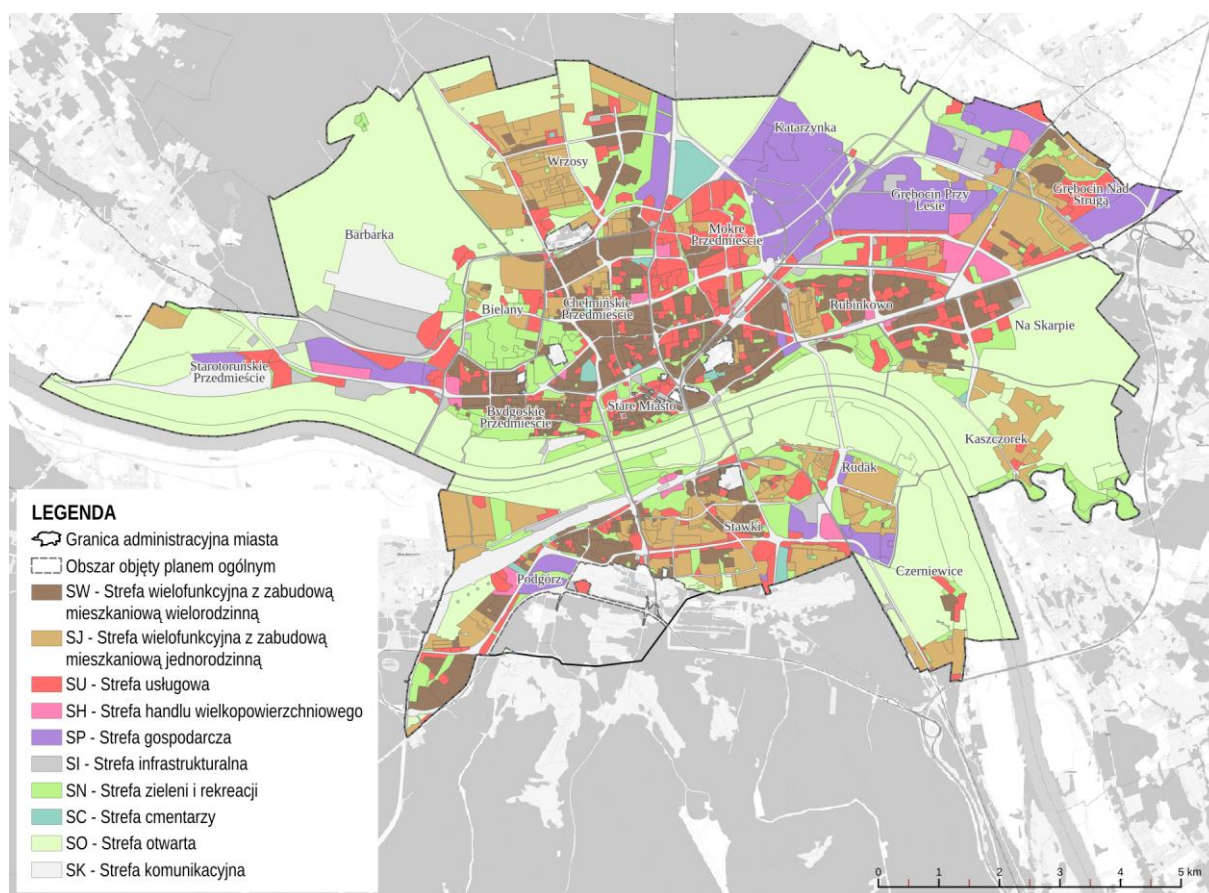 Katarzynka
Wrzosy
Grębocin Przy
Lesie
Grębocin Nad
Strugą
Mokre
Przedmieście
Barbarka
Bielany
Chełmińskie
Przedmieście
Rubinkowo
Na Skarpie
Starotoruńskie
Przedmieście
Bydgoskie
Przedmieście
Stare Miasto
Kaszczorek
Rudak
Stawki
Podgórz
Czerniewice
LEGENDA
Granica administracyjna miasta
Obszar objęty planem ogólnym
SW - Strefa wielofunkcyjna z zabudową
mieszkaniową wielorodzinną
SJ - Strefa wielofunkcyjna z zabudową
mieszkaniową jednorodzinną
SU - Strefa usługowa
SH - Strefa handlu wielkopowierzchniowego
SP - Strefa gospodarcza
SI - Strefa infrastrukturalna
SN - Strefa zieleni i rekreacji
SC - Strefa cmentarzy
SO - Strefa otwarta
SK - Strefa komunikacyjna
0 1 2 3 4 5 km